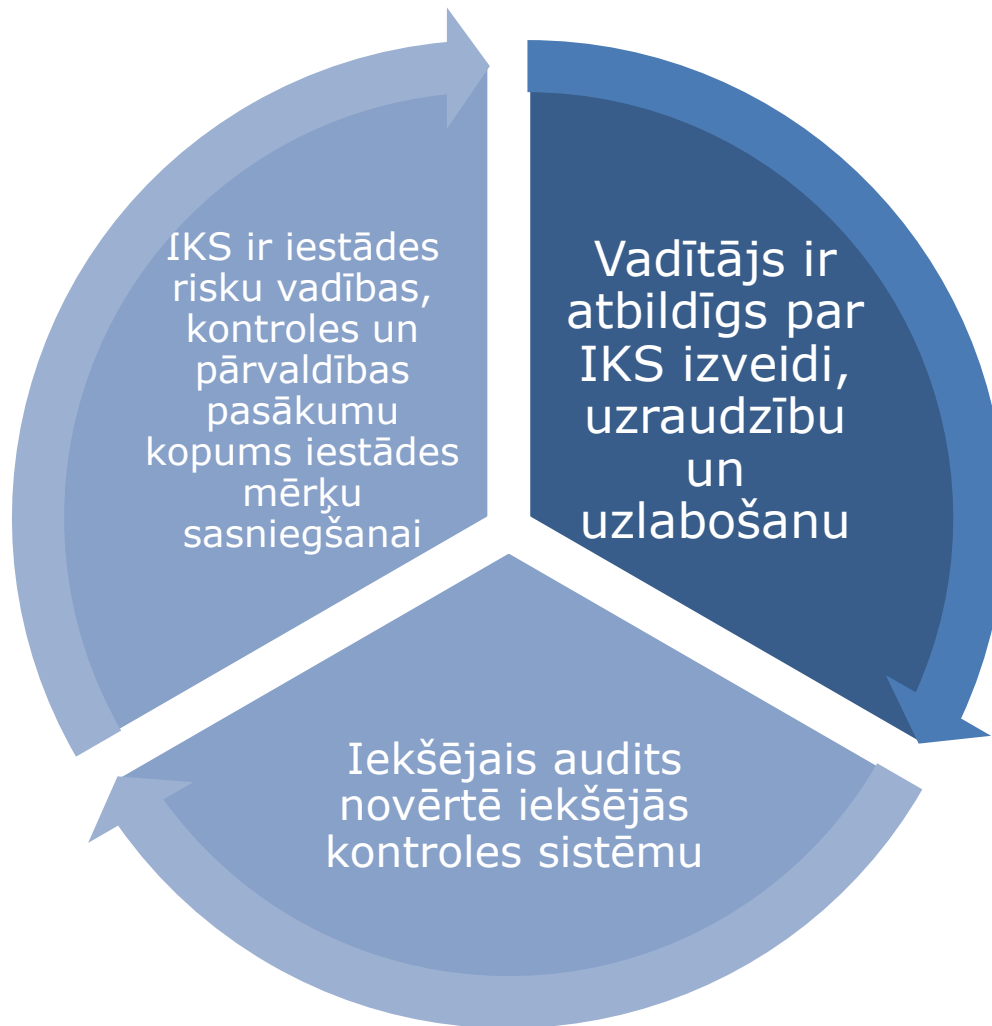 IKS ir iestādes
risku vadības,
kontroles un
pārvaldības
pasākumu
kopums iestādes
mērķu
sasniegšanai
Vadītājs ir
atbildīgs par
IKS izveidi,
uzraudzību
un
uzlabošanu
Iekšējais audits
novērtē iekšējās
kontroles sistēmu